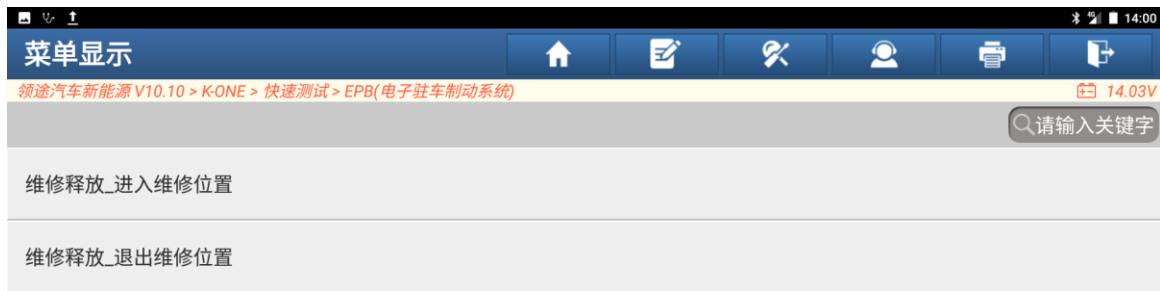 4G 14:00
菜单显示
领途汽车新能源 V10.10 > K-ONE > 快速测试 > EPB(电子驻车制动系统) 14.03V
请输入关键字
维修释放_进入维修位置
维修释放_退出维修位置